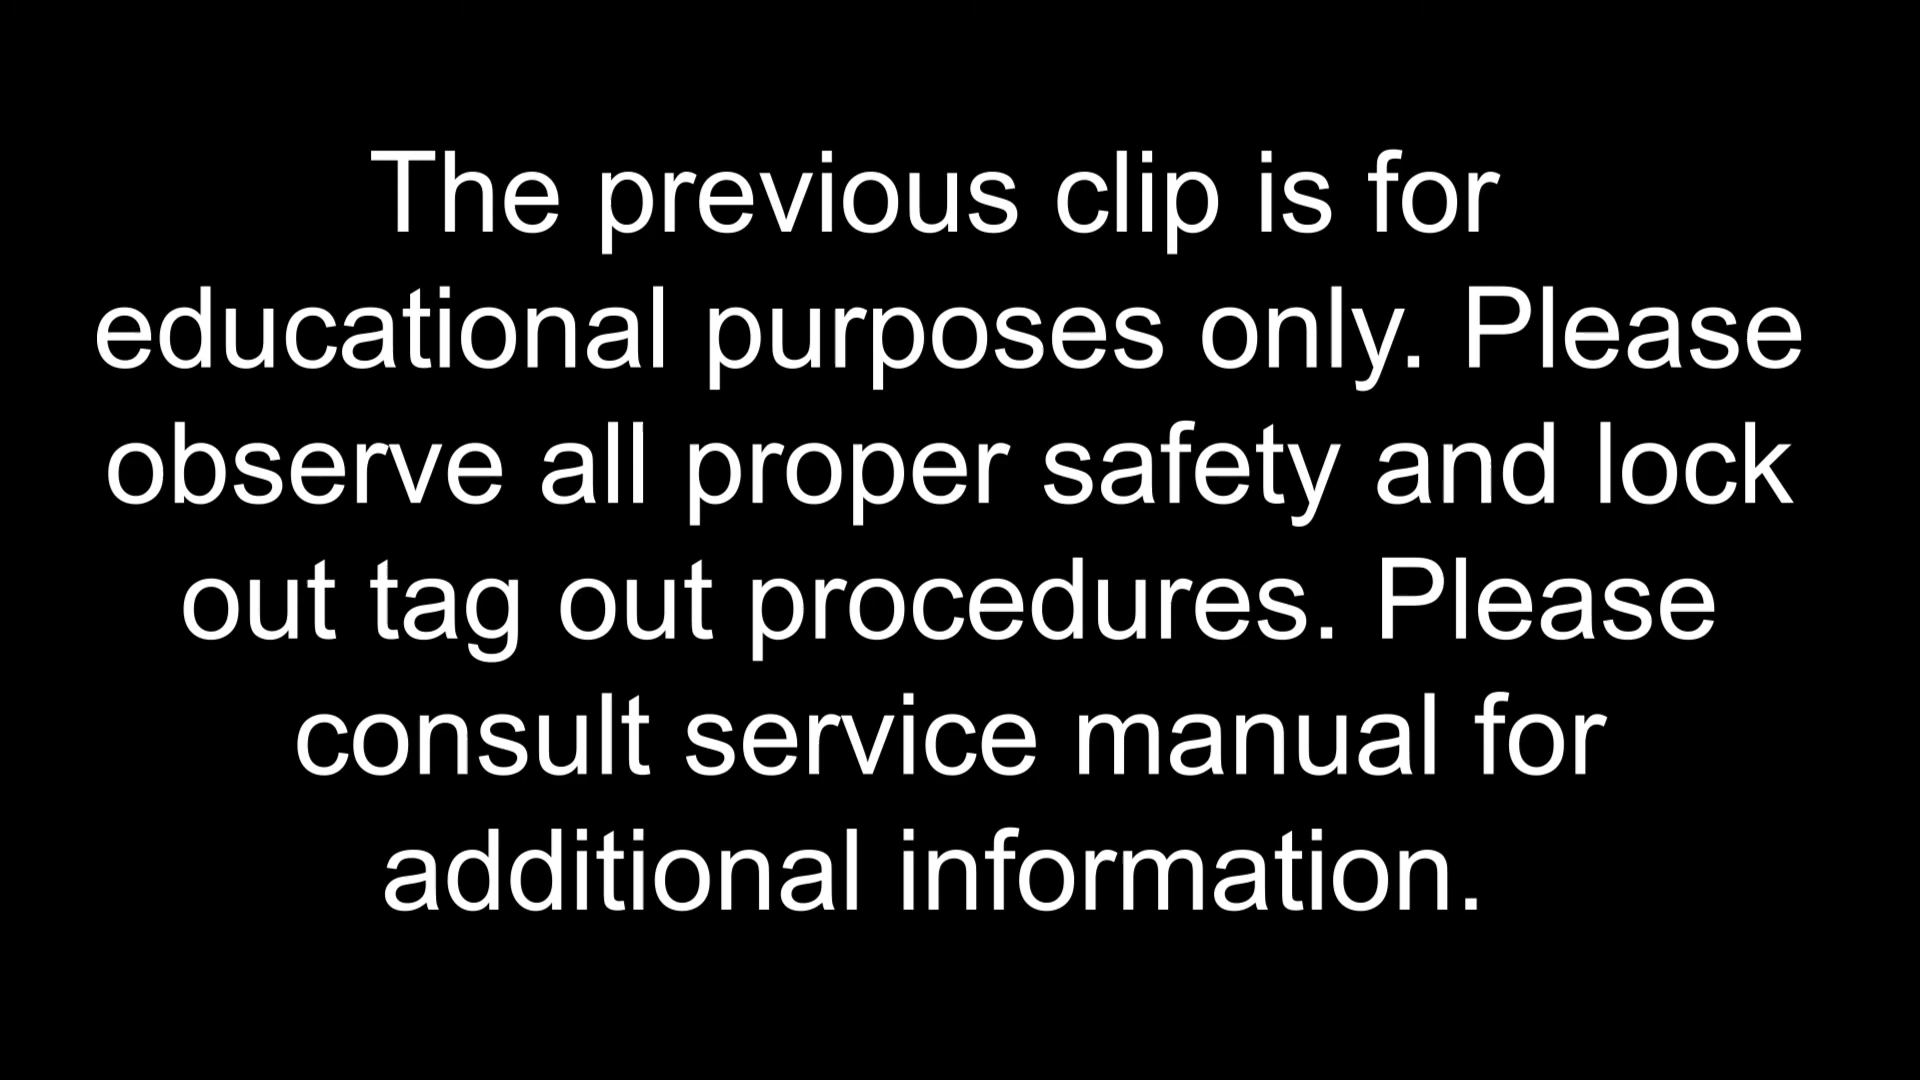 The previous clip is for
educational purposes only. Please
observe all proper safety and lock
out tag out procedures. Please
consult service manual for
additional information.